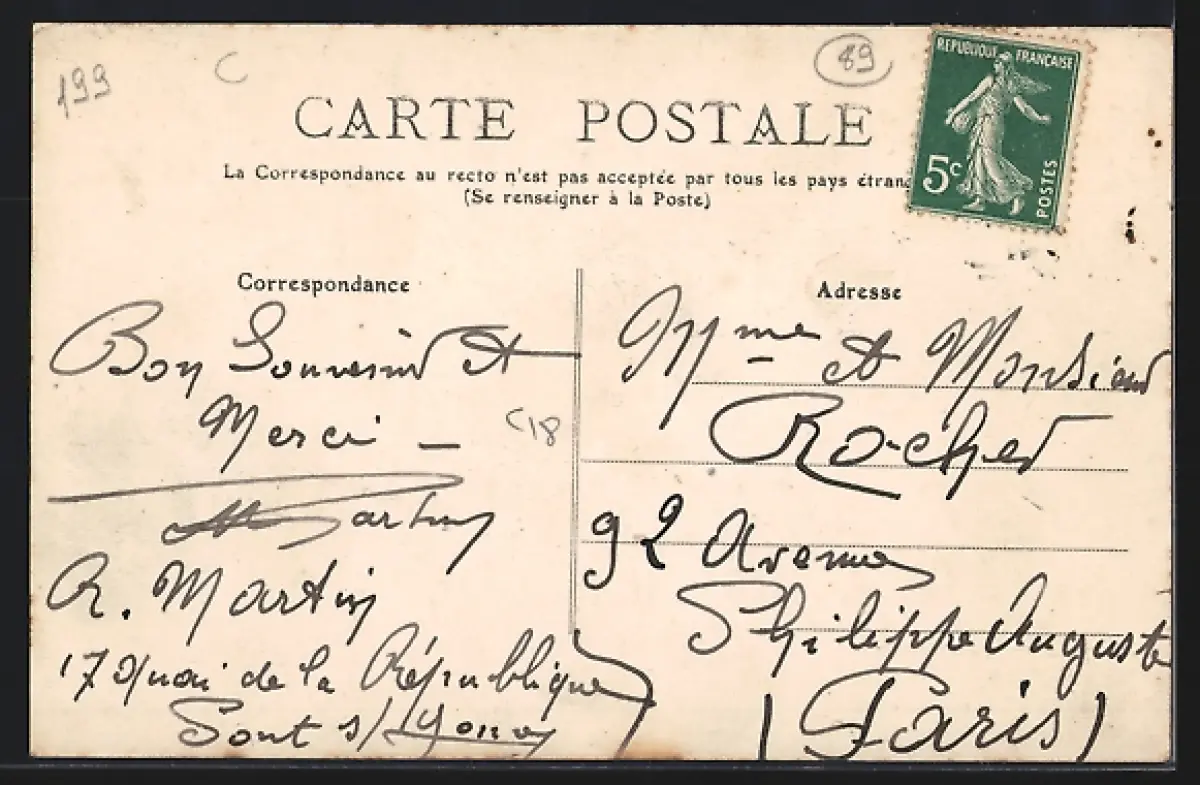 199
C
89
REPUBLIQUE FRANÇAISE
5c
POSTES
CARTE POSTALE
La Correspondance au recto n'est pas acceptée par tous les pays étrang
(Se renseigner à la Poste)
Correspondance
Bon Souvenir et
Merci —
C18
Martin
R. Martin
17 Quai de la République
Pont s/ Yonne
Adresse
Mme et Monsieur
Rocher
92 Avenue
Philippe Auguste
(Paris)